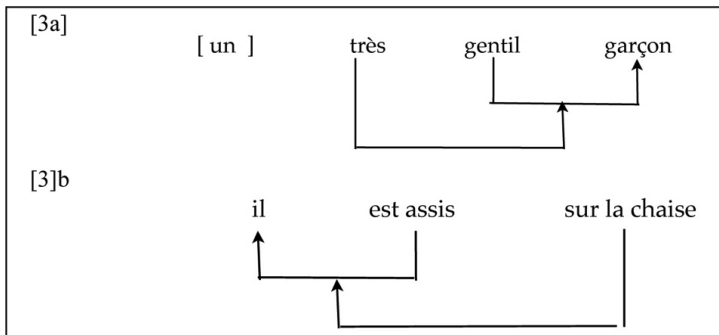 [3a]
[ un ] très gentil garçon
[3]b
il est assis sur la chaise